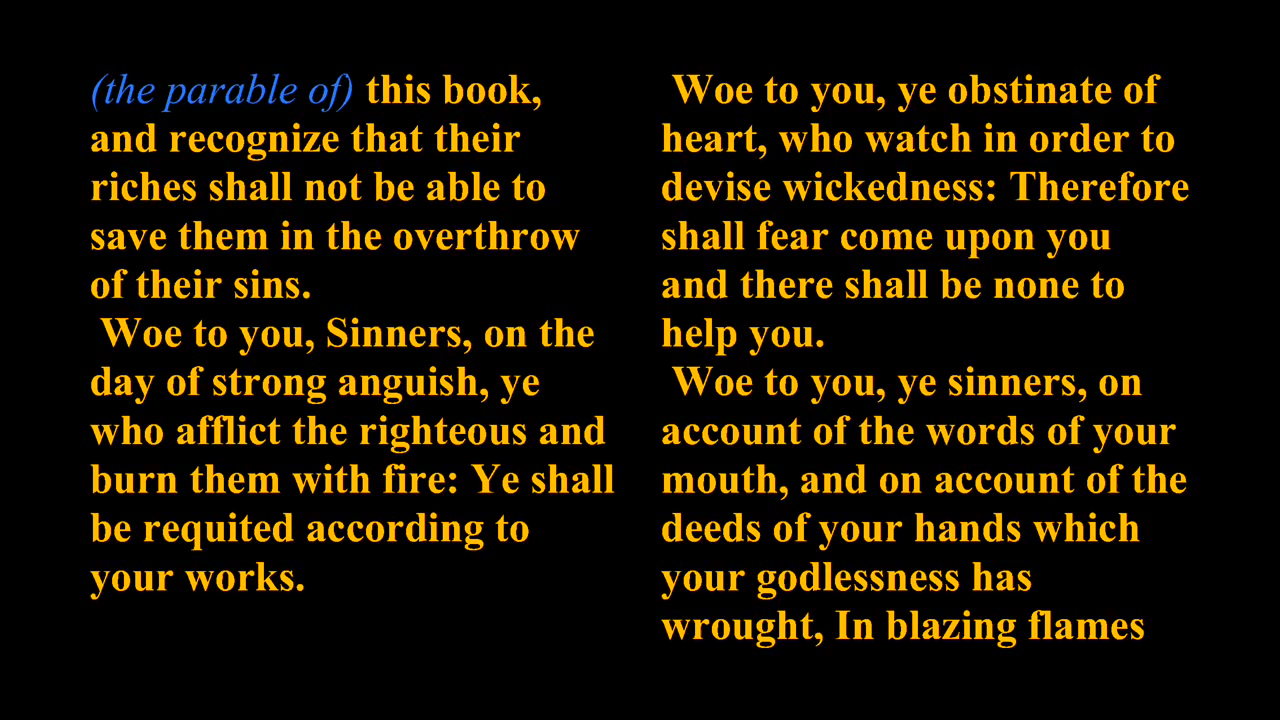 (the parable of) this book,
and recognize that their
riches shall not be able to
save them in the overthrow
of their sins.
Woe to you, Sinners, on the
day of strong anguish, ye
who afflict the righteous and
burn them with fire: Ye shall
be requited according to
your works.
Woe to you, ye obstinate of
heart, who watch in order to
devise wickedness: Therefore
shall fear come upon you
and there shall be none to
help you.
Woe to you, ye sinners, on
account of the words of your
mouth, and on account of the
deeds of your hands which
your godlessness has
wrought, In blazing flames